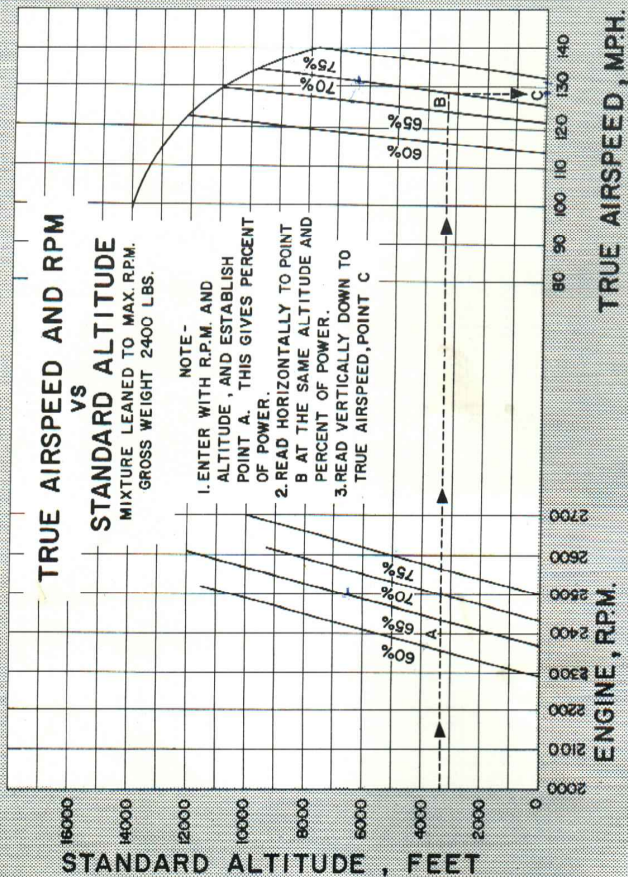 TRUE AIRSPEED AND RPM
VS
STANDARD ALTITUDE
MIXTURE LEANED TO MAX. R.P.M.
GROSS WEIGHT 2400 LBS.
NOTE-
1. ENTER WITH R.P.M. AND
ALTITUDE, AND ESTABLISH
POINT A. THIS GIVES PERCENT
OF POWER.
2. READ HORIZONTALLY TO POINT
B AT THE SAME ALTITUDE AND
PERCENT OF POWER.
3. READ VERTICALLY DOWN TO
TRUE AIRSPEED, POINT C
STANDARD ALTITUDE, FEET
16000
14000
12000
10000
8000
6000
4000
2000
0
60%
65%
70%
75%
A
60%
65%
70%
75%
B
C
2000
2100
2200
2300
2400
2500
2600
2700
ENGINE, R.P.M.
80
90
100
110
120
130
140
TRUE AIRSPEED, M.P.H.